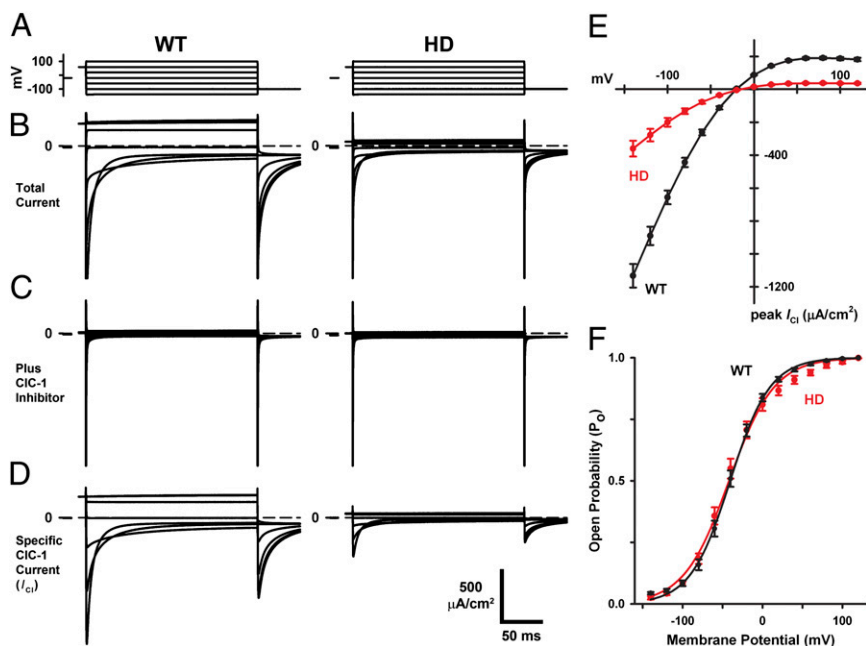 A
WT
HD
mV
100
0
-100
B
0
0
Total
Current
C
0
0
Plus
ClC-1
Inhibitor
D
0
0
Specific
ClC-1
Current
(ICl)
500
μA/cm²
50 ms
E
mV
-100
0
100
HD
-400
WT
-1200
peak ICl (μA/cm²)
F
1.0
WT
HD
Open Probability (PO)
0.5
0.0
-100
0
100
Membrane Potential (mV)